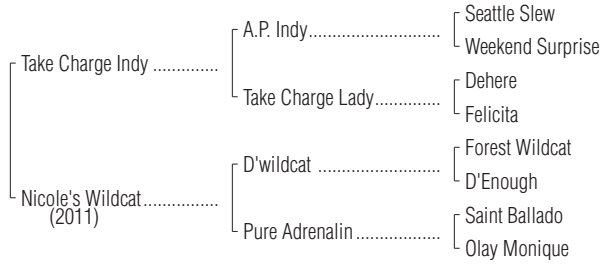 Seattle Slew
A.P. Indy............................
Weekend Surprise
Take Charge Indy ..............
Dehere
Take Charge Lady................
Felicita
Forest Wildcat
D'wildcat ..........................
D'Enough
Nicole's Wildcat................
(2011)
Saint Ballado
Pure Adrenalin ..................
Olay Monique